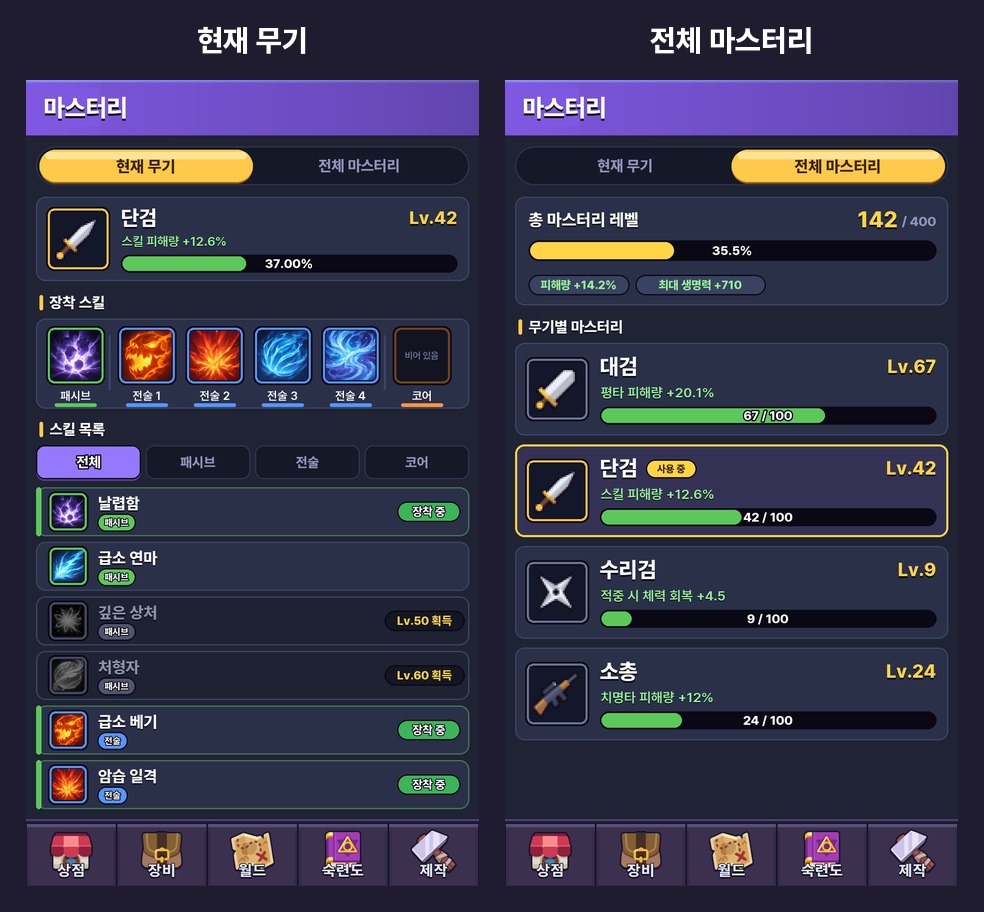 현재 무기
마스터리
현재 무기
전체 마스터리
단검
Lv.42
스킬 피해량 +12.6%
37.00%
장착 스킬
비어 있음
패시브
전술 1
전술 2
전술 3
전술 4
코어
스킬 목록
전체
패시브
전술
코어
날렵함
패시브
장착 중
급소 연마
패시브
깊은 상처
패시브
Lv.50 획득
처형자
패시브
Lv.60 획득
급소 베기
전술
장착 중
암습 일격
전술
장착 중
상점
장비
월드
숙련도
제작
전체 마스터리
마스터리
현재 무기
전체 마스터리
총 마스터리 레벨
142 / 400
35.5%
피해량 +14.2%
최대 생명력 +710
무기별 마스터리
대검
Lv.67
평타 피해량 +20.1%
67 / 100
단검
사용 중
Lv.42
스킬 피해량 +12.6%
42 / 100
수리검
Lv.9
적중 시 체력 회복 +4.5
9 / 100
소총
Lv.24
치명타 피해량 +12%
24 / 100
상점
장비
월드
숙련도
제작